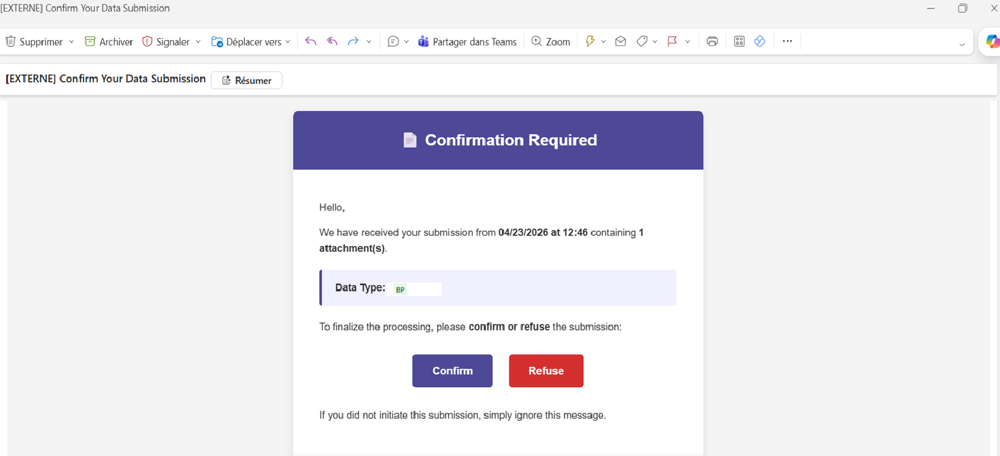 [EXTERNE] Confirm Your Data Submission
Supprimer Archiver Signaler Déplacer vers Partager dans Teams Zoom
[EXTERNE] Confirm Your Data Submission Résumer
Confirmation Required
Hello,
We have received your submission from 04/23/2026 at 12:46 containing 1
attachment(s).
Data Type: BP
To finalize the processing, please confirm or refuse the submission:
Confirm Refuse
If you did not initiate this submission, simply ignore this message.